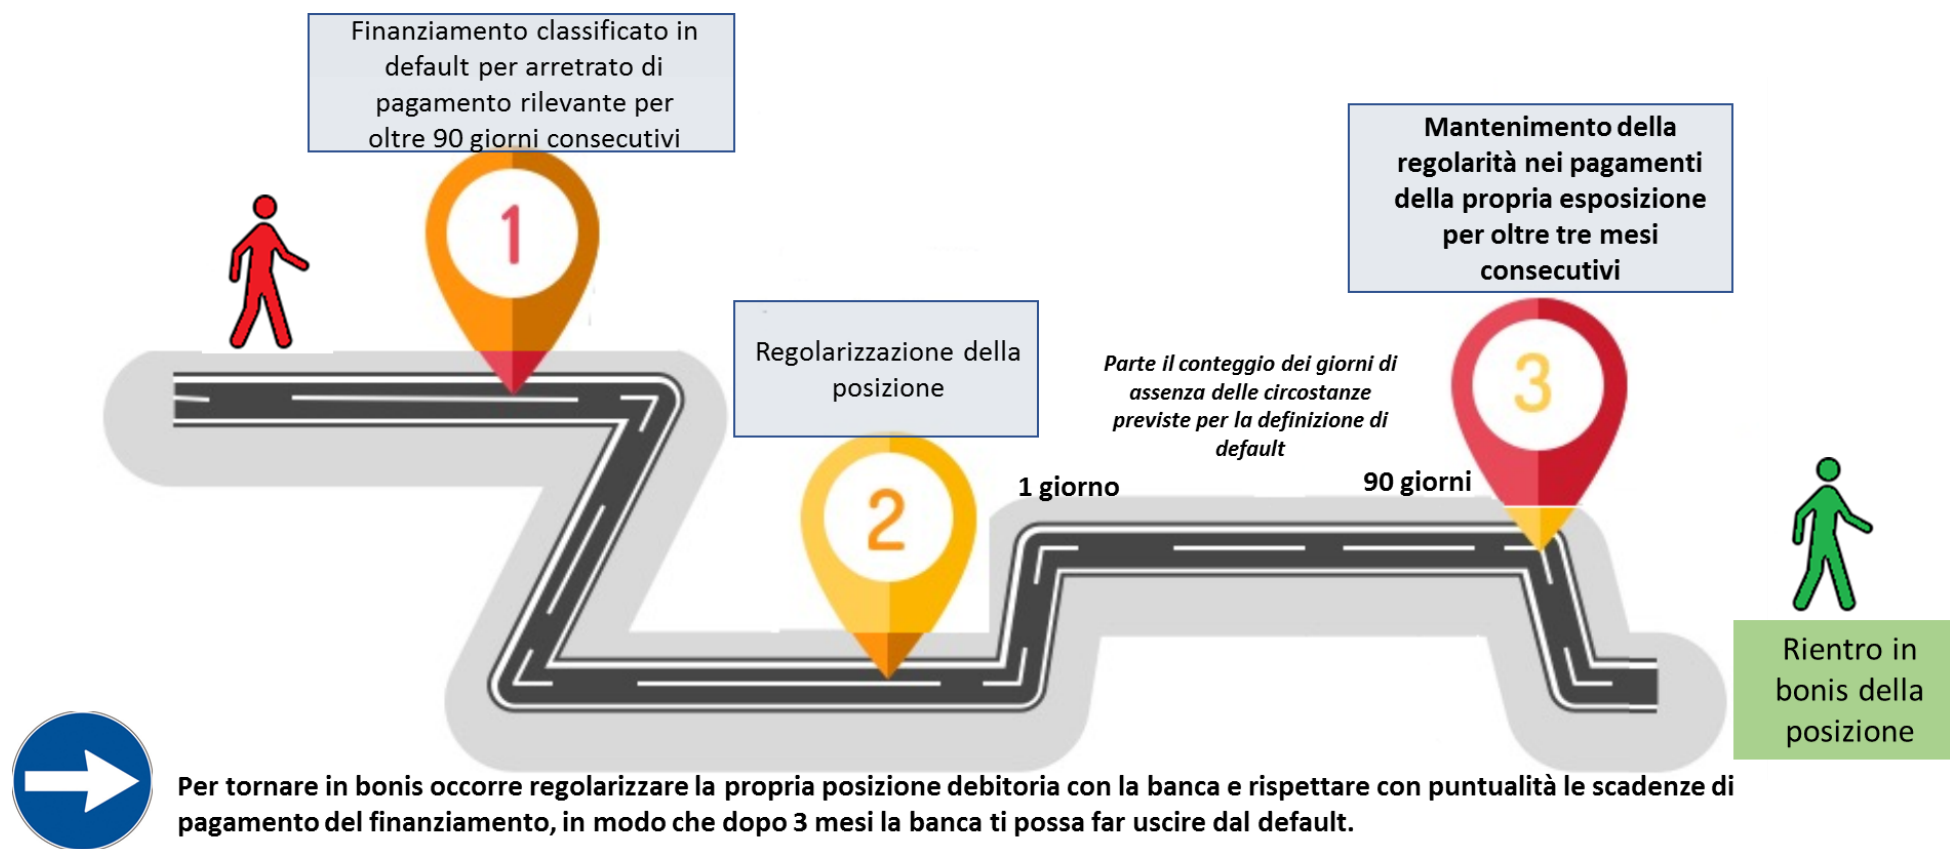 Finanziamento classificato in
default per arretrato di
pagamento rilevante per
oltre 90 giorni consecutivi
1
Regolarizzazione della
posizione
2
Parte il conteggio dei giorni di
assenza delle circostanze
previste per la definizione di
default
1 giorno
90 giorni
Mantenimento della
regolarità nei pagamenti
della propria esposizione
per oltre tre mesi
consecutivi
3
Rientro in
bonis della
posizione
Per tornare in bonis occorre regolarizzare la propria posizione debitoria con la banca e rispettare con puntualità le scadenze di
pagamento del finanziamento, in modo che dopo 3 mesi la banca ti possa far uscire dal default.